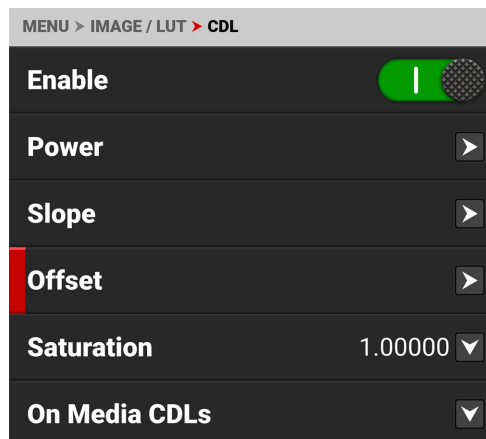 MENU > IMAGE / LUT > CDL
Enable
Power
Slope
Offset
Saturation 1.00000
On Media CDLs